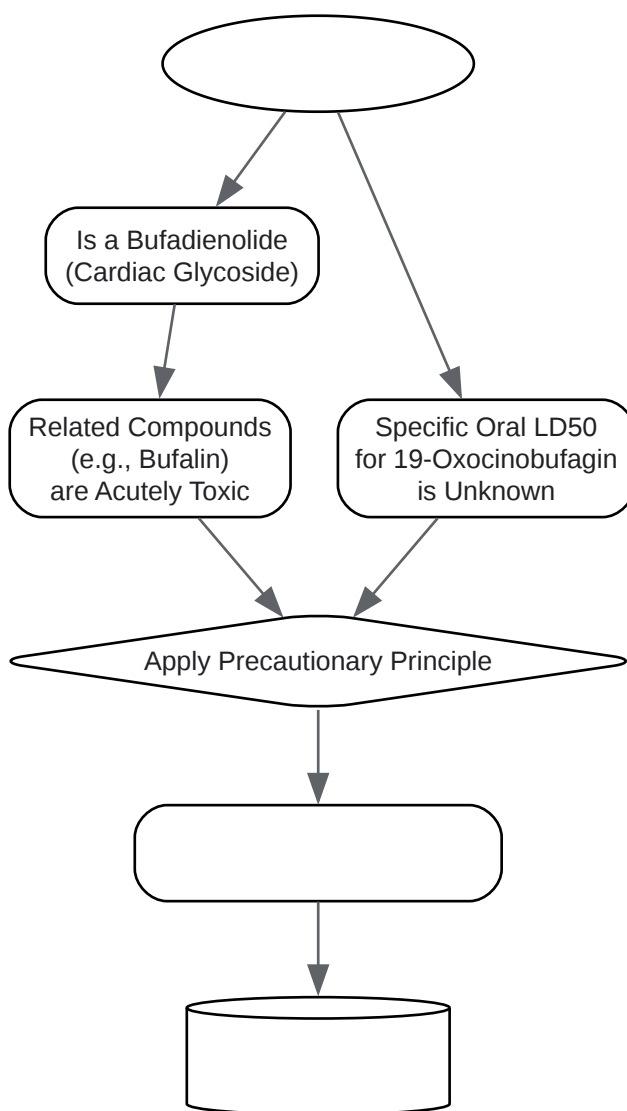 Is a Bufadienolide
(Cardiac Glycoside)
Related Compounds
(e.g., Bufalin)
are Acutely Toxic
Specific Oral LD50
for 19-Oxocinobufagin
is Unknown
Apply Precautionary Principle